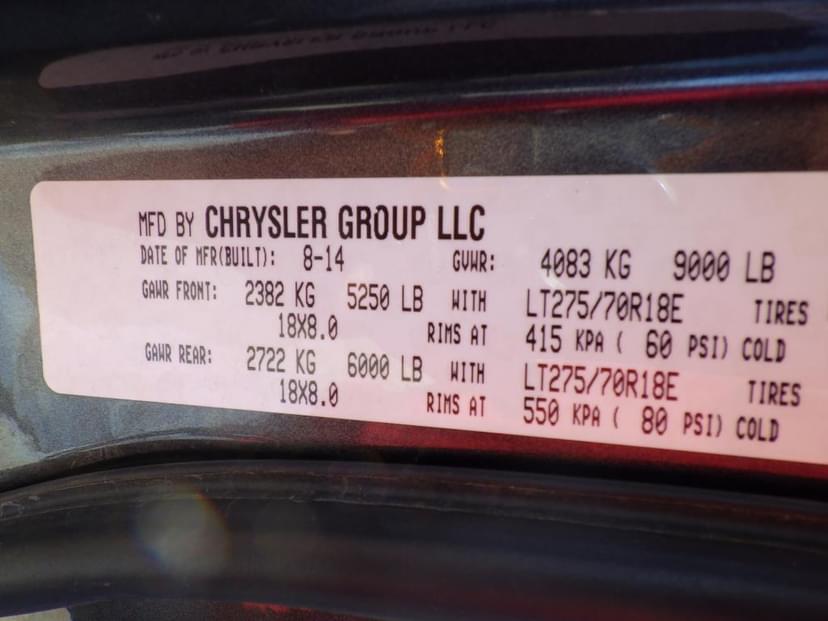 MFD BY CHRYSLER GROUP LLC
DATE OF MFR(BUILT): 8-14 GVWR: 4083 KG 9000 LB
GAWR FRONT: 2382 KG 5250 LB WITH LT275/70R18E TIRES
18X8.0 RIMS AT 415 KPA ( 60 PSI) COLD
GAWR REAR: 2722 KG 6000 LB WITH LT275/70R18E TIRES
18X8.0 RIMS AT 550 KPA ( 80 PSI) COLD